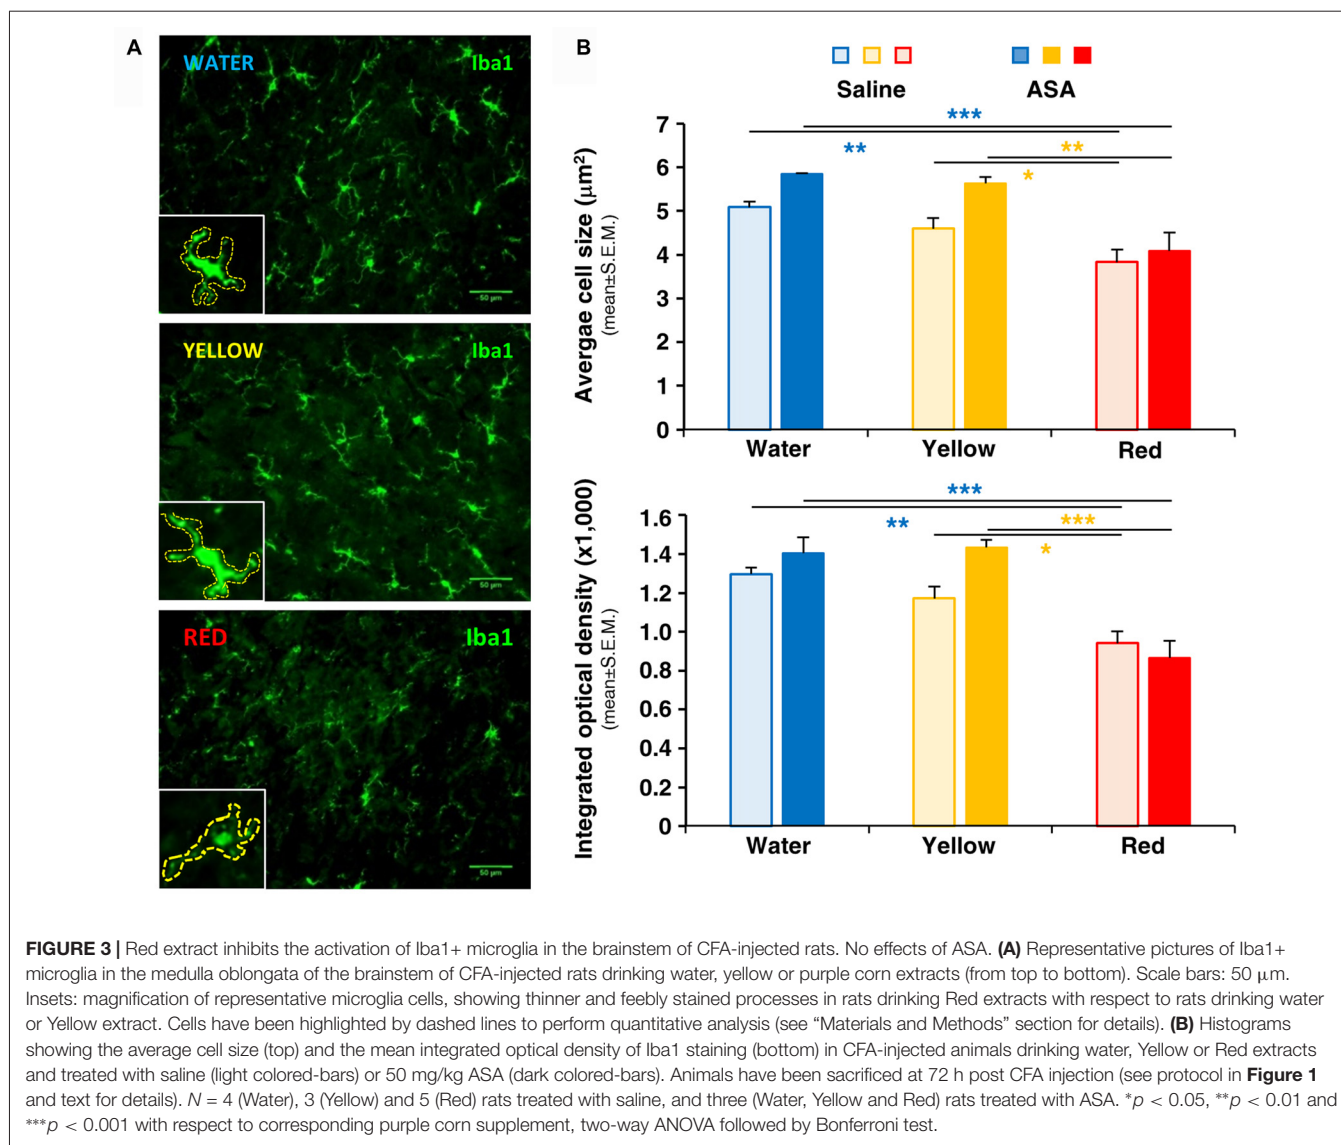 A
WATER
Iba1
50 µm
YELLOW
Iba1
50 µm
RED
Iba1
50 µm
B
Saline
ASA
***
**
**
*
Avergae cell size (µm²)
(mean±S.E.M.)
7
6
5
4
3
2
1
0
Water
Yellow
Red
***
**
***
*
Integrated optical density (x1,000)
(mean±S.E.M.)
1.6
1.4
1.2
1.0
0.8
0.6
0.4
0.2
0
Water
Yellow
Red
FIGURE 3 | Red extract inhibits the activation of Iba1+ microglia in the brainstem of CFA-injected rats. No effects of ASA. (A) Representative pictures of Iba1+
microglia in the medulla oblongata of the brainstem of CFA-injected rats drinking water, yellow or purple corn extracts (from top to bottom). Scale bars: 50 µm.
Insets: magnification of representative microglia cells, showing thinner and feebly stained processes in rats drinking Red extracts with respect to rats drinking water
or Yellow extract. Cells have been highlighted by dashed lines to perform quantitative analysis (see “Materials and Methods” section for details). (B) Histograms
showing the average cell size (top) and the mean integrated optical density of Iba1 staining (bottom) in CFA-injected animals drinking water, Yellow or Red extracts
and treated with saline (light colored-bars) or 50 mg/kg ASA (dark colored-bars). Animals have been sacrificed at 72 h post CFA injection (see protocol in Figure 1
and text for details). N = 4 (Water), 3 (Yellow) and 5 (Red) rats treated with saline, and three (Water, Yellow and Red) rats treated with ASA. *p < 0.05, **p < 0.01 and
***p < 0.001 with respect to corresponding purple corn supplement, two-way ANOVA followed by Bonferroni test.